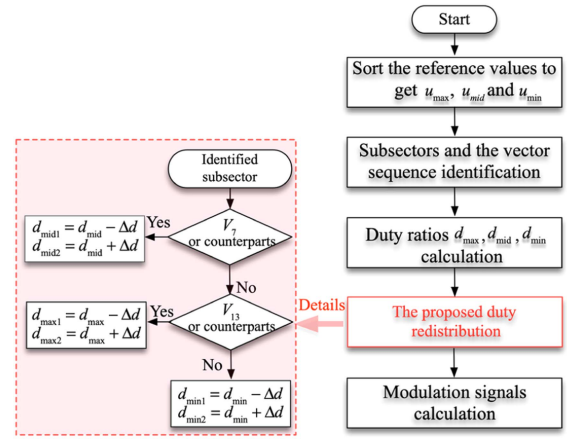 Start
Sort the reference values to
get u_max, u_mid and u_min
Subsectors and the vector
sequence identification
Duty ratios d_max, d_mid, d_min
calculation
The proposed duty
redistribution
Modulation signals
calculation
Details
Identified
subsector
V_7
or counterparts
Yes
d_mid1 = d_mid − Δd
d_mid2 = d_mid + Δd
No
V_13
or counterparts
Yes
d_max1 = d_max − Δd
d_max2 = d_max + Δd
No
d_min1 = d_min − Δd
d_min2 = d_min + Δd